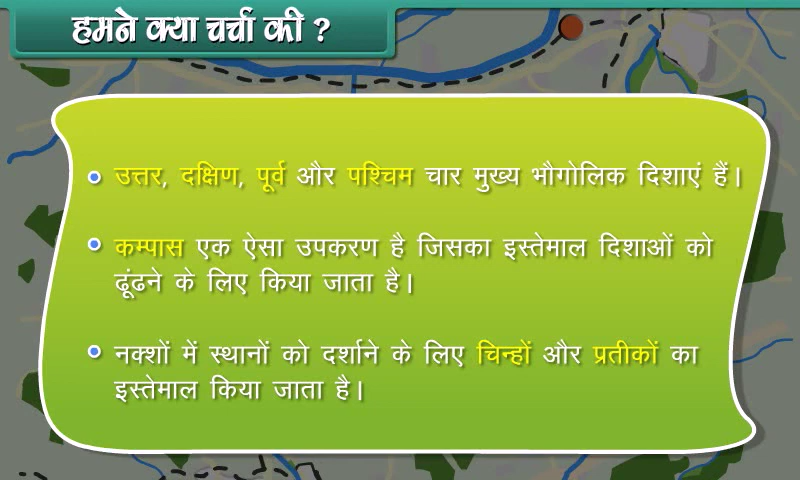 हमने क्या चर्चा की ?
उत्तर, दक्षिण, पूर्व और पश्चिम चार मुख्य भौगोलिक दिशाएं हैं।
कम्पास एक ऐसा उपकरण है जिसका इस्तेमाल दिशाओं को
ढूंढने के लिए किया जाता है।
नक्शों में स्थानों को दर्शाने के लिए चिन्हों और प्रतीकों का
इस्तेमाल किया जाता है।